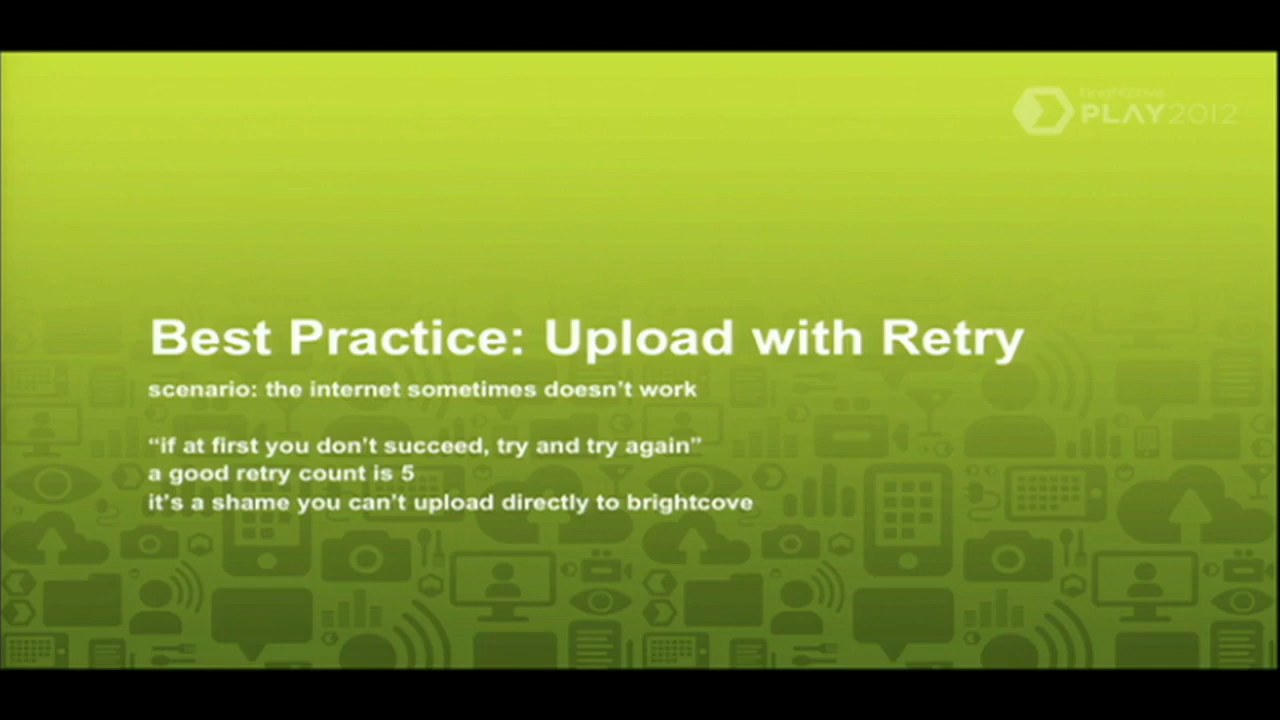 brightcove
PLAY2012
Best Practice: Upload with Retry
scenario: the internet sometimes doesn’t work
“if at first you don’t succeed, try and try again”
a good retry count is 5
it’s a shame you can’t upload directly to brightcove